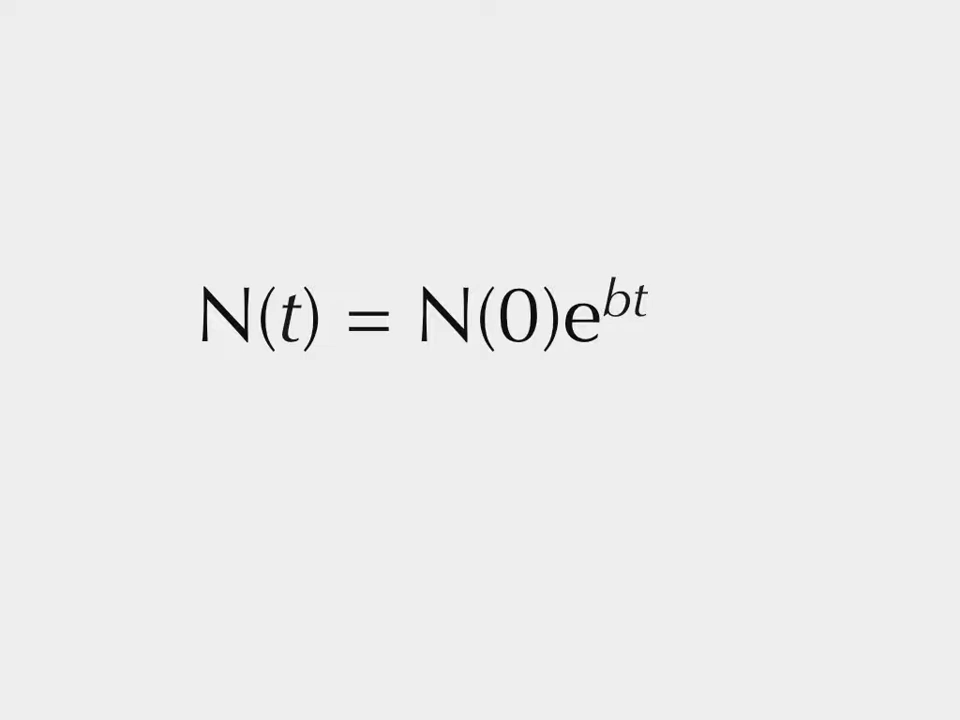 N(t) = N(0)e^{bt}